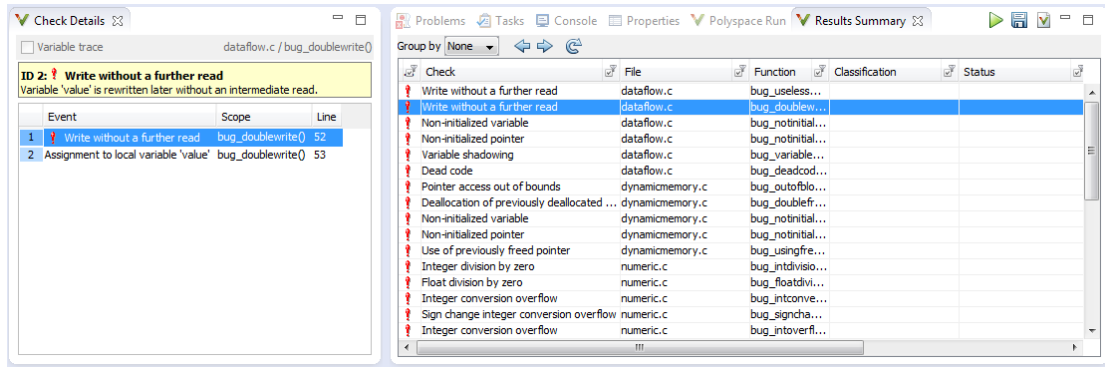 Check Details
Variable trace dataflow.c / bug_doublewrite()
ID 2: Write without a further read
Variable 'value' is rewritten later without an intermediate read.
Event Scope Line
1 Write without a further read bug_doublewrite() 52
2 Assignment to local variable 'value' bug_doublewrite() 53
Problems Tasks Console Properties Polyspace Run Results Summary
Group by None
Check File Function Classification Status
Write without a further read dataflow.c bug_useless...
Write without a further read dataflow.c bug_doublew...
Non-initialized variable dataflow.c bug_notinitial...
Non-initialized pointer dataflow.c bug_notinitial...
Variable shadowing dataflow.c bug_variable...
Dead code dataflow.c bug_deadcod...
Pointer access out of bounds dynamicmemory.c bug_outofblo...
Deallocation of previously deallocated ... dynamicmemory.c bug_doublefr...
Non-initialized variable dynamicmemory.c bug_notinitial...
Non-initialized pointer dynamicmemory.c bug_notinitial...
Use of previously freed pointer dynamicmemory.c bug_usingfre...
Integer division by zero numeric.c bug_intdivisio...
Float division by zero numeric.c bug_floatdivi...
Integer conversion overflow numeric.c bug_intconve...
Sign change integer conversion overflow numeric.c bug_signcha...
Integer conversion overflow numeric.c bug_intoverfl...